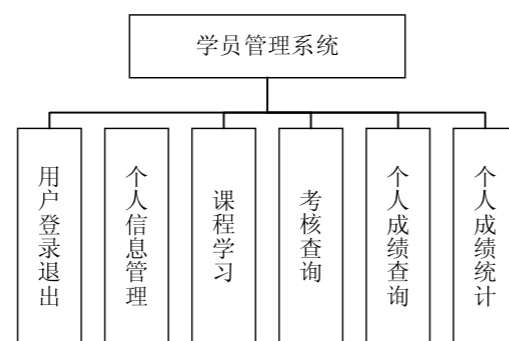 学员管理系统
用户登录退出
个人信息管理
课程学习
考核查询
个人成绩查询
个人成绩统计